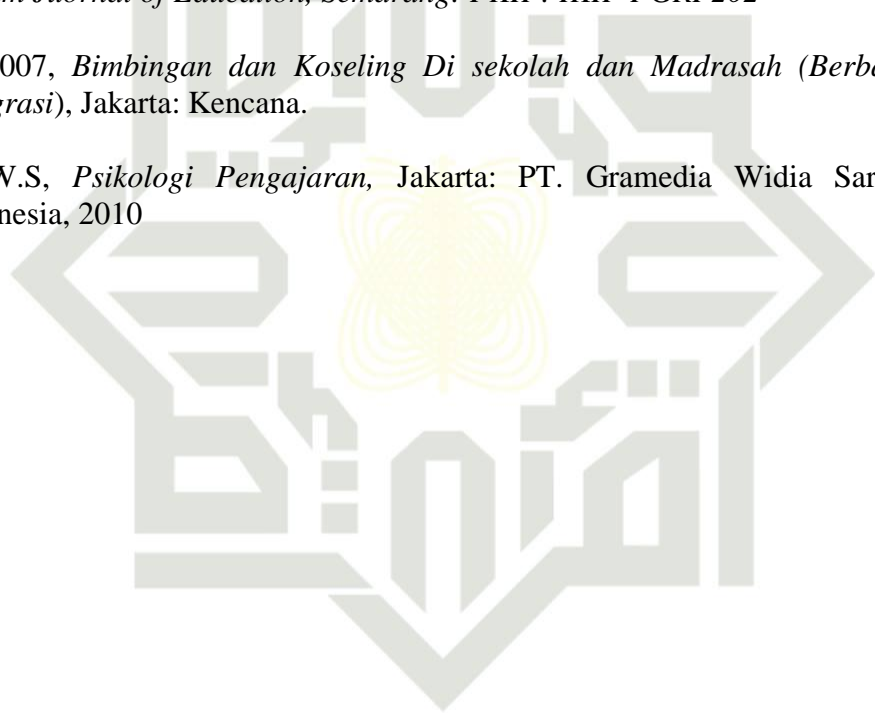 of Education, Semarang:
007, Bimbingan dan Koseling Di sekolah dan Madrasah (Berba
grasi), Jakarta: Kencana.
W.S, Psikologi Pengajaran, Jakarta: PT. Gramedia Widia Sar
nesia, 2010